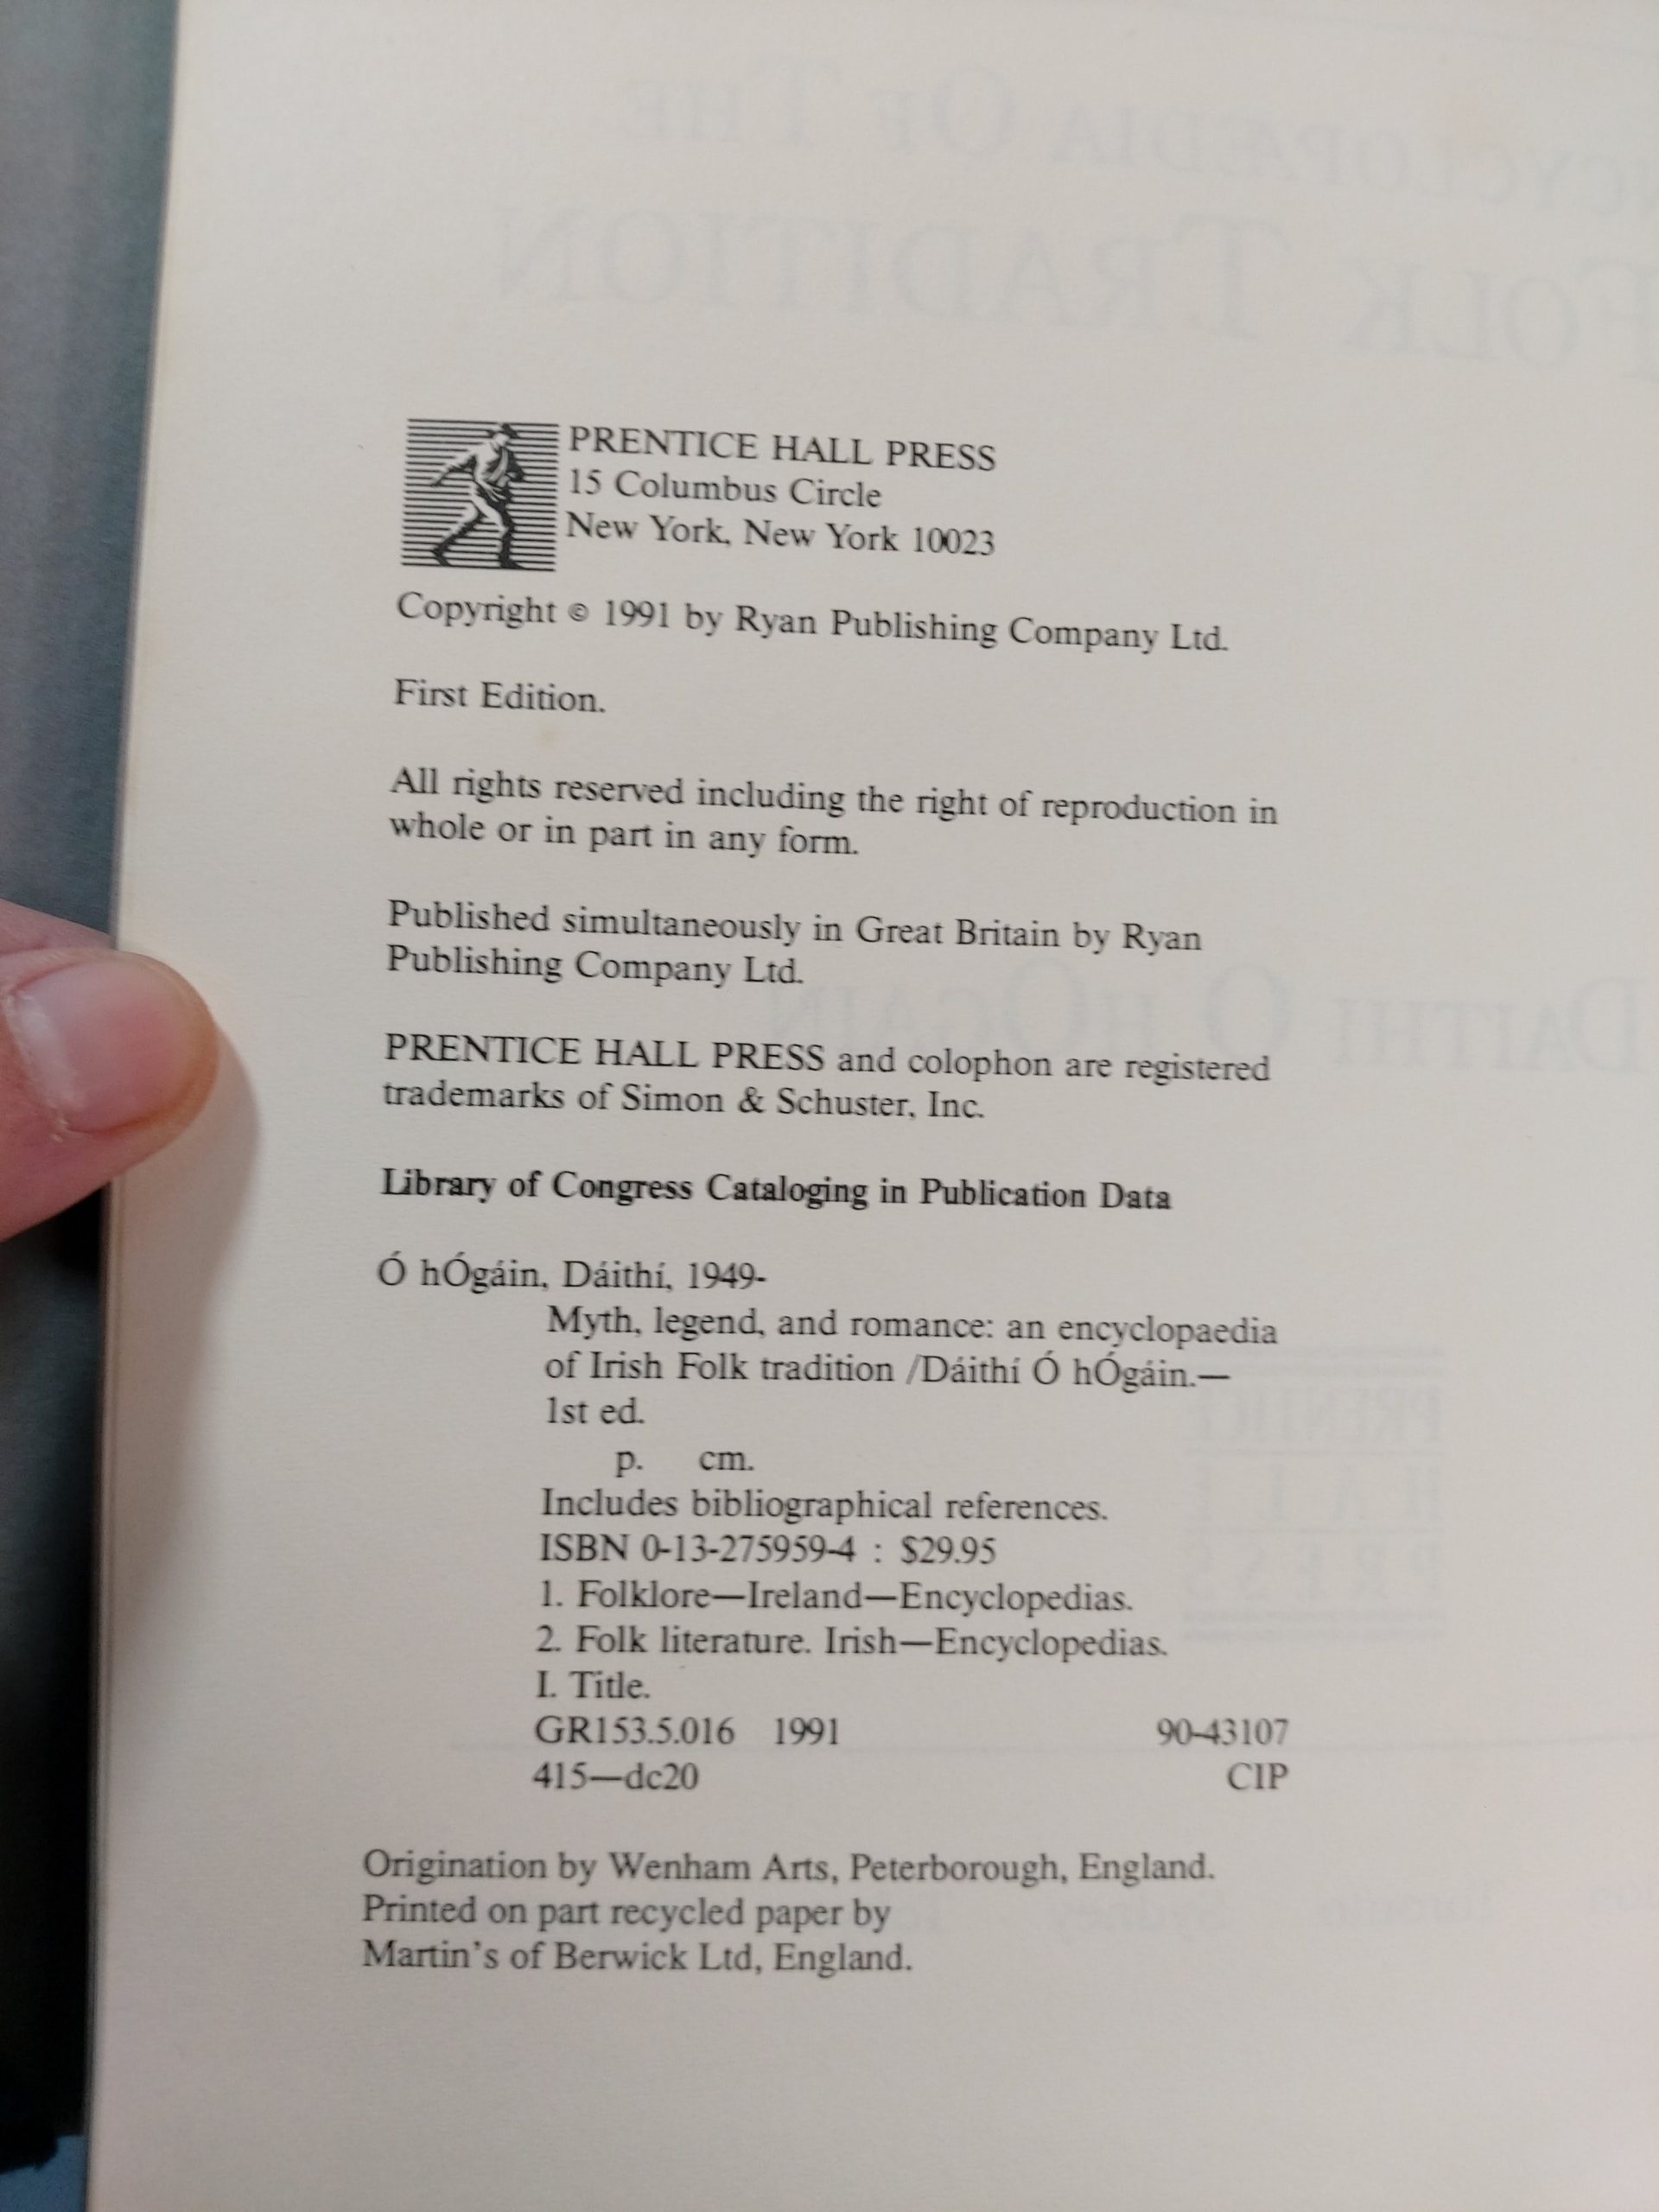 PRENTICE HALL PRESS
15 Columbus Circle
New York, New York 10023
Copyright © 1991 by Ryan Publishing Company Ltd.
First Edition.
All rights reserved including the right of reproduction in
whole or in part in any form.
Published simultaneously in Great Britain by Ryan
Publishing Company Ltd.
PRENTICE HALL PRESS and colophon are registered
trademarks of Simon & Schuster, Inc.
Library of Congress Cataloging in Publication Data
Ó hÓgáin, Dáithí, 1949-
Myth, legend, and romance: an encyclopaedia
of Irish Folk tradition /Dáithí Ó hÓgáin.—
1st ed.
p. cm.
Includes bibliographical references.
ISBN 0-13-275959-4 : $29.95
1. Folklore—Ireland—Encyclopedias.
2. Folk literature. Irish—Encyclopedias.
I. Title.
GR153.5.016 1991 90-43107
415—dc20 CIP
Origination by Wenham Arts, Peterborough, England.
Printed on part recycled paper by
Martin's of Berwick Ltd, England.